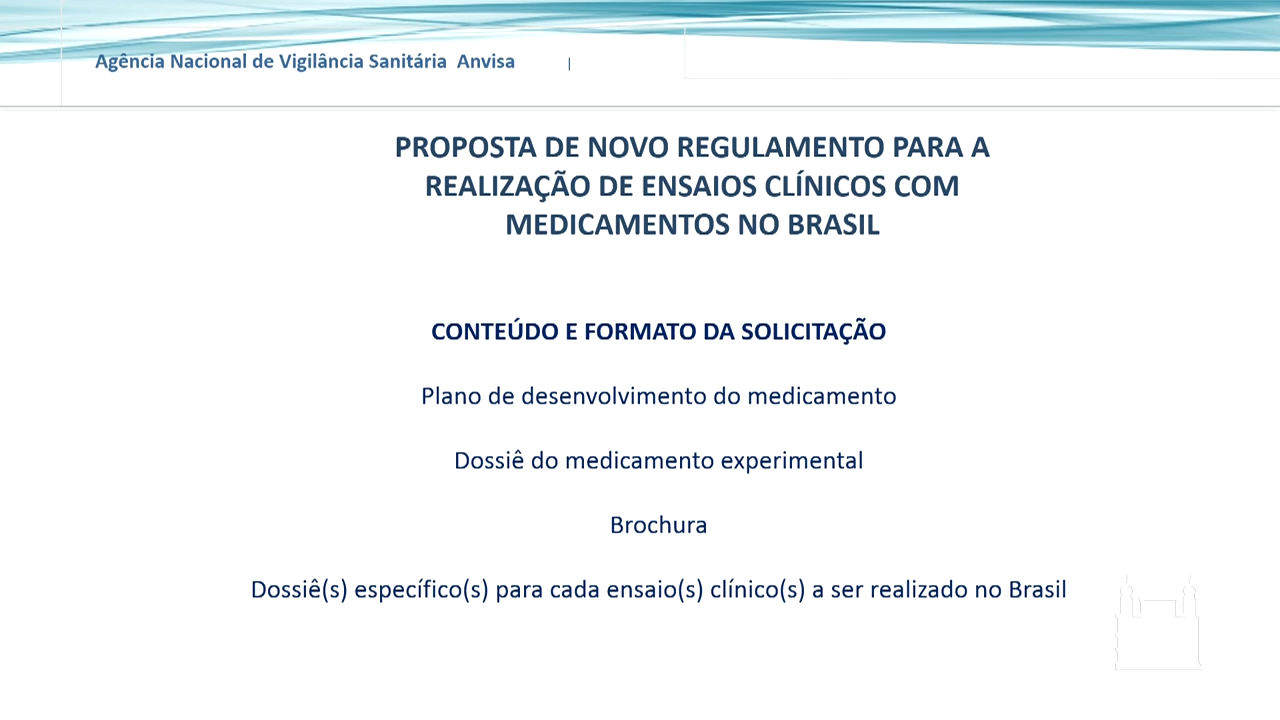 Agência Nacional de Vigilância Sanitária  Anvisa |
PROPOSTA DE NOVO REGULAMENTO PARA A
REALIZAÇÃO DE ENSAIOS CLÍNICOS COM
MEDICAMENTOS NO BRASIL
CONTEÚDO E FORMATO DA SOLICITAÇÃO
Plano de desenvolvimento do medicamento
Dossiê do medicamento experimental
Brochura
Dossiê(s) específico(s) para cada ensaio(s) clínico(s) a ser realizado no Brasil